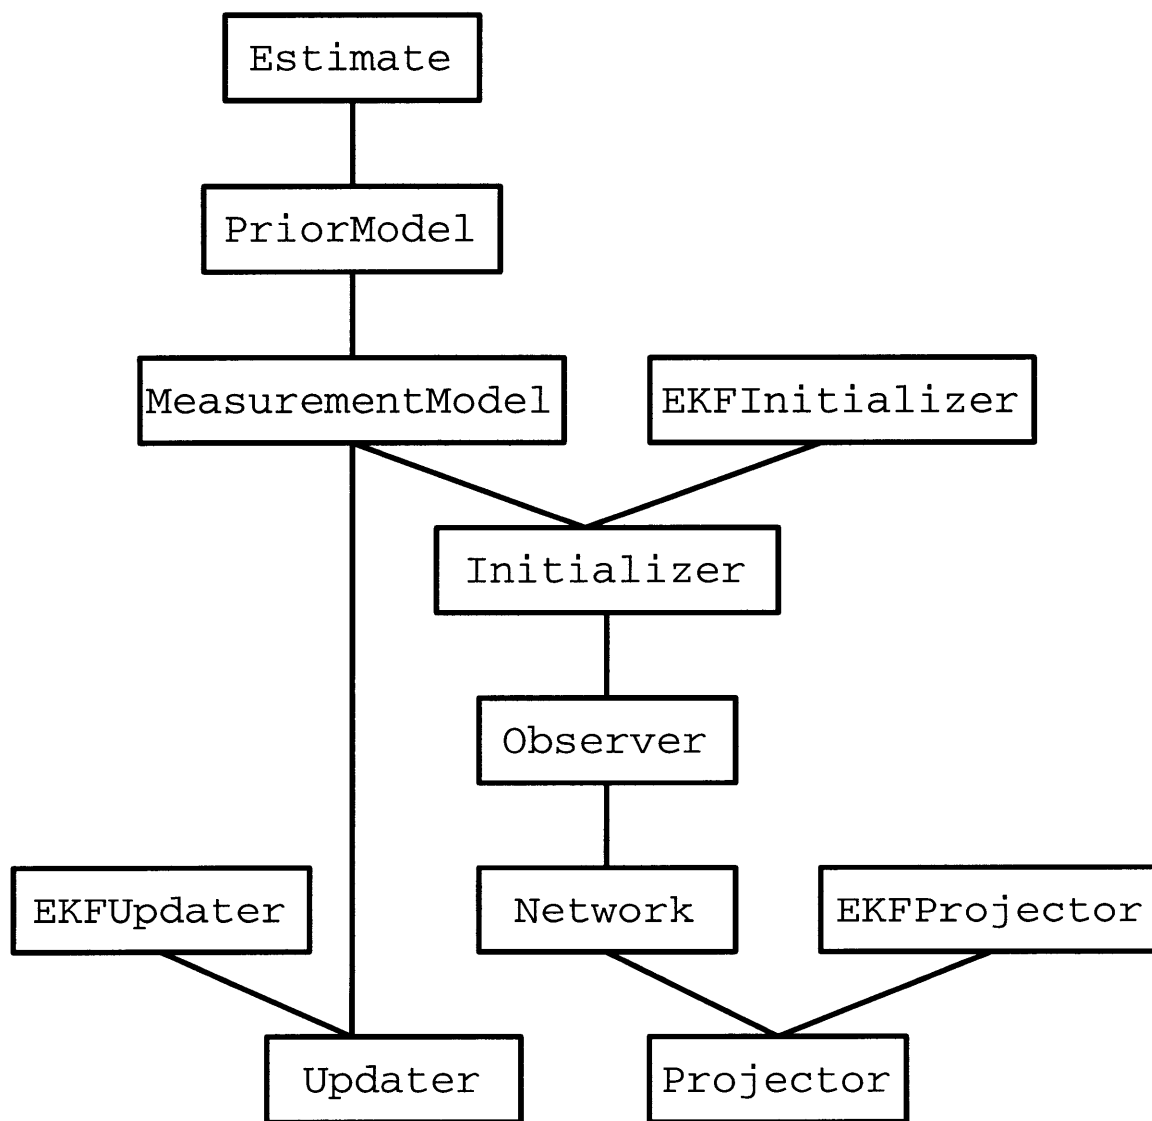 Estimate
PriorModel
MeasurementModel
EKFInitializer
Initializer
Observer
EKFUpdater
Network
EKFProjector
Updater
Projector